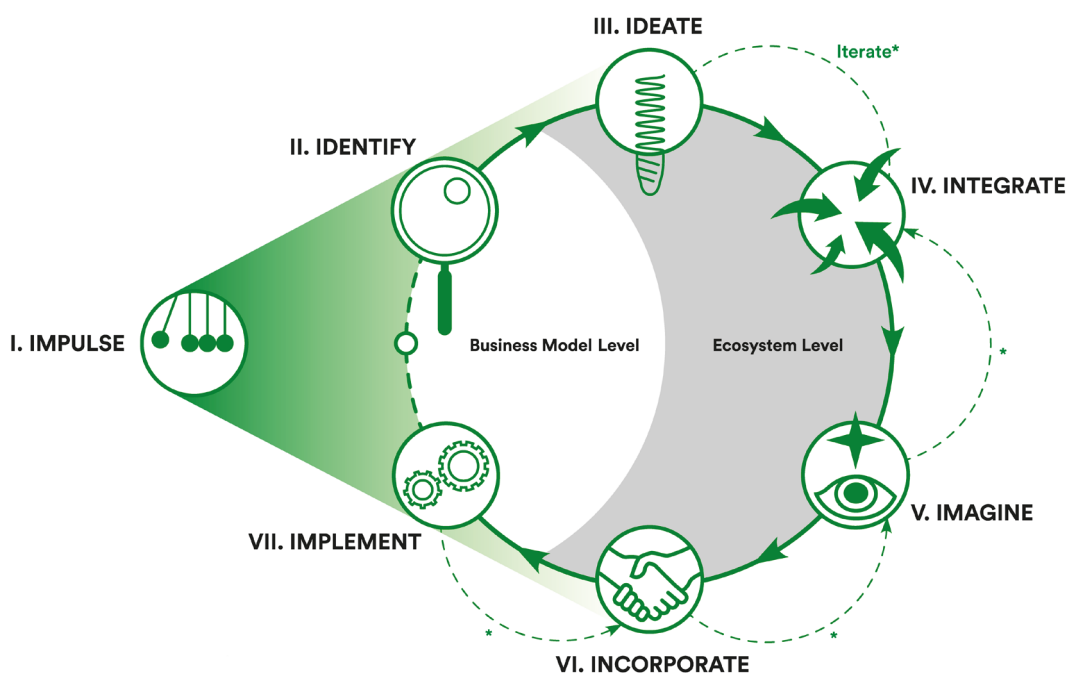 III. IDEATE
Iterate*
II. IDENTIFY
IV. INTEGRATE
I. IMPULSE
Business Model Level
Ecosystem Level
*
V. IMAGINE
VII. IMPLEMENT
*
*
VI. INCORPORATE